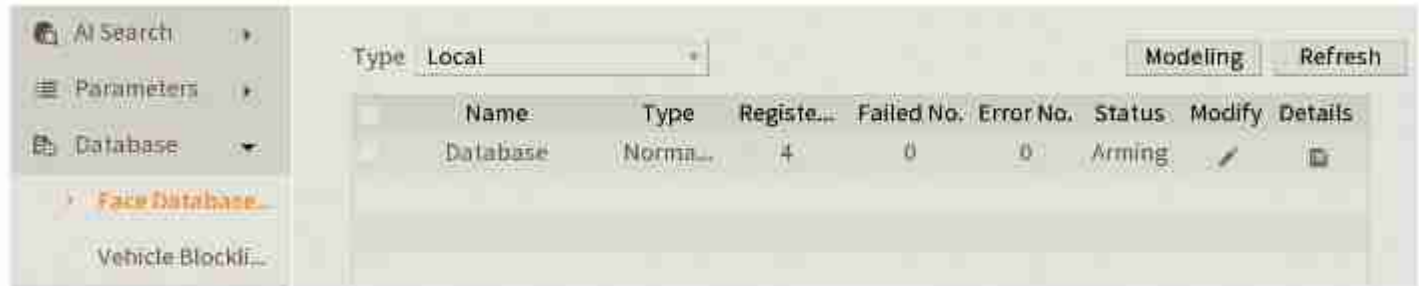 AI Search
Parameters
Database
Face Database...
Vehicle Blockli...
Type Local
Modeling Refresh
Name Type Registe... Failed No. Error No. Status Modify Details
Database Norma... 4 0 0 Arming